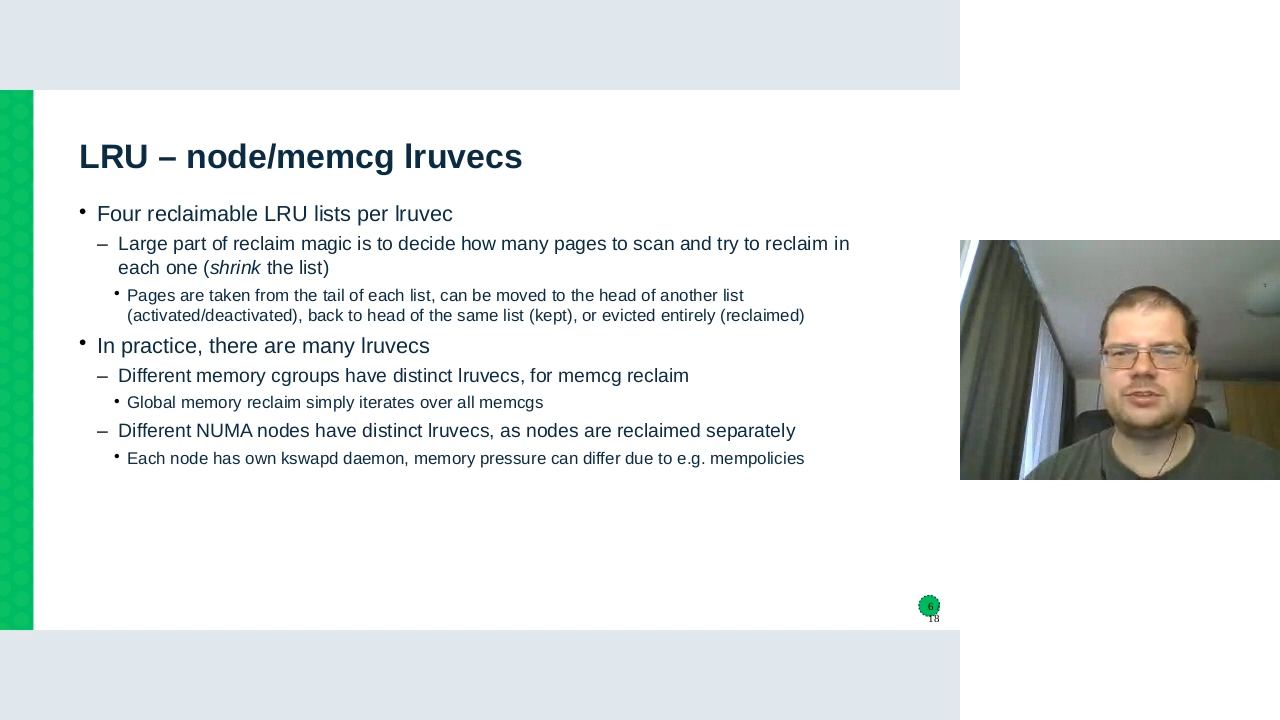 LRU – node/memcg lruvecs
• Four reclaimable LRU lists per lruvec
– Large part of reclaim magic is to decide how many pages to scan and try to reclaim in
each one (shrink the list)
• Pages are taken from the tail of each list, can be moved to the head of another list
(activated/deactivated), back to head of the same list (kept), or evicted entirely (reclaimed)
• In practice, there are many lruvecs
– Different memory cgroups have distinct lruvecs, for memcg reclaim
• Global memory reclaim simply iterates over all memcgs
– Different NUMA nodes have distinct lruvecs, as nodes are reclaimed separately
• Each node has own kswapd daemon, memory pressure can differ due to e.g. mempolicies
6
18